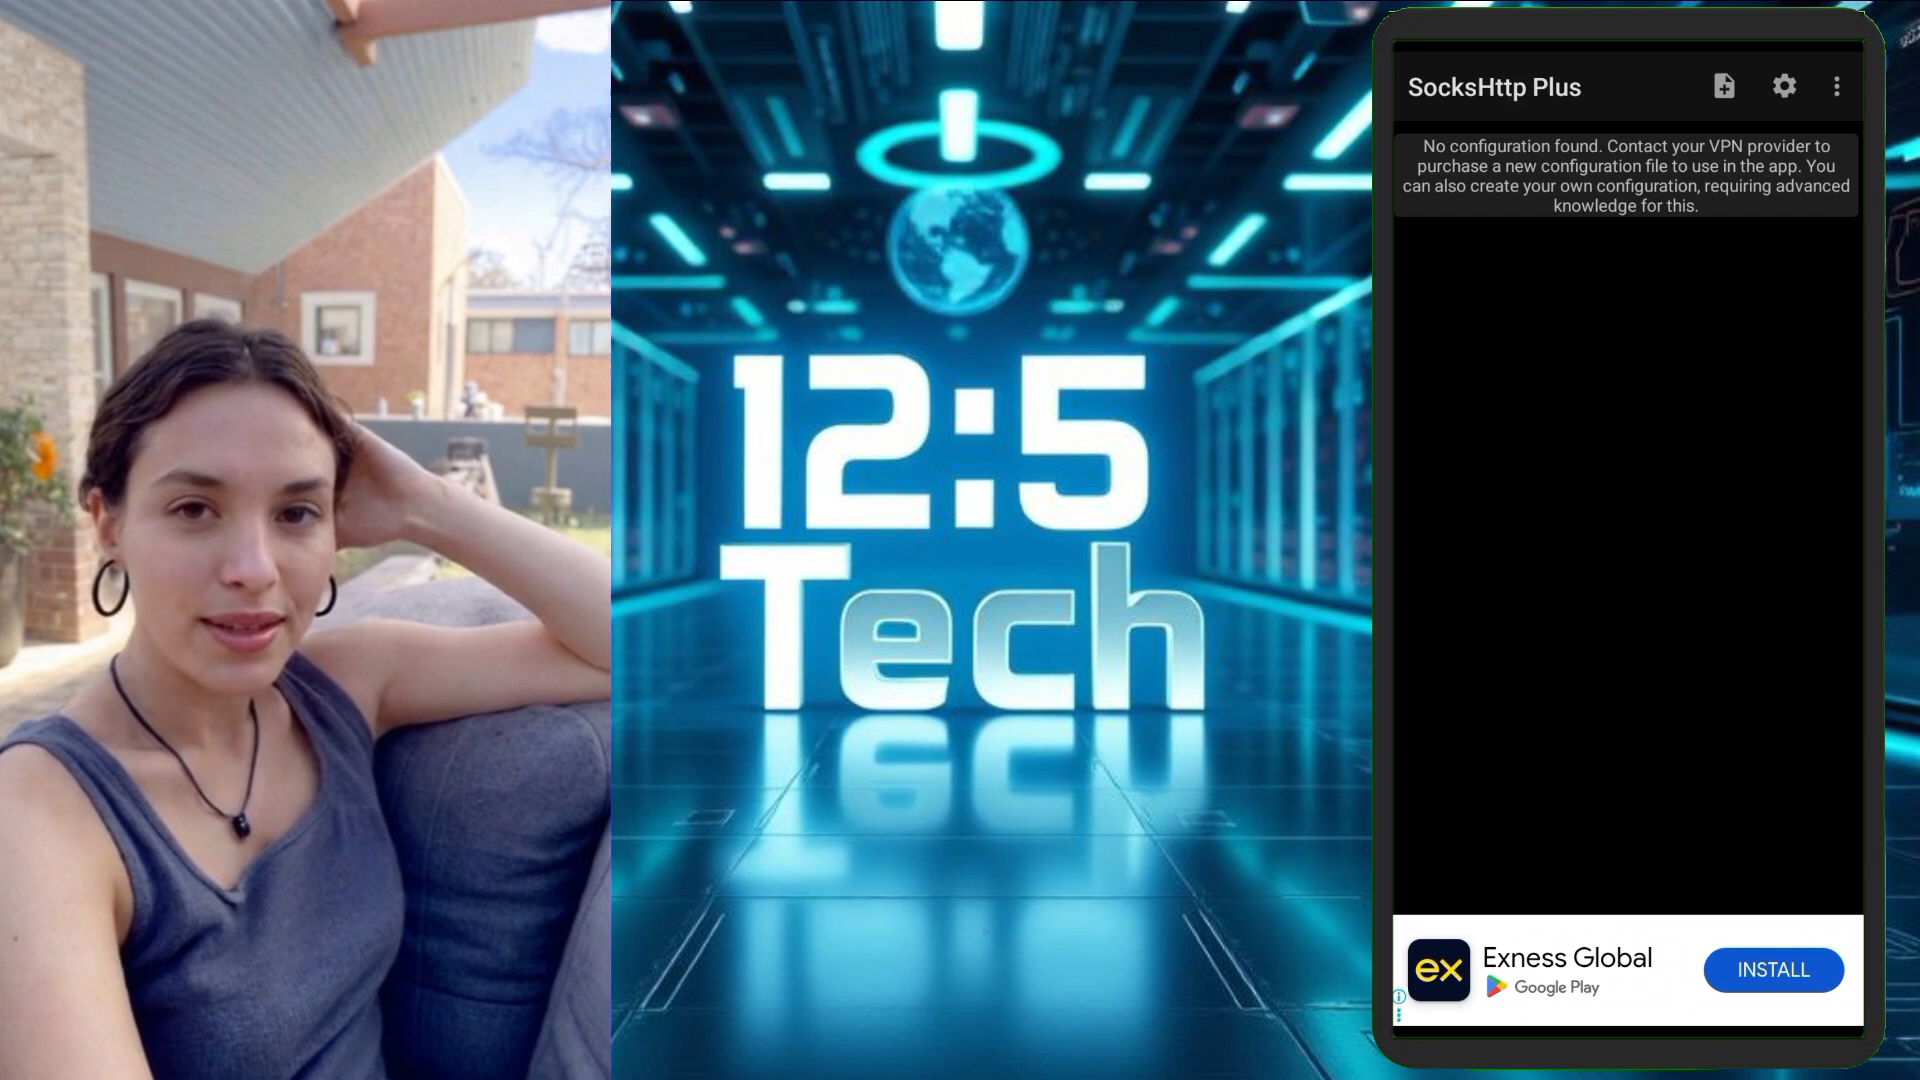 12:5
Tech
SocksHttp Plus
No configuration found. Contact your VPN provider to
purchase a new configuration file to use in the app. You
can also create your own configuration, requiring advanced
knowledge for this.
ex
Exness Global
Google Play
INSTALL